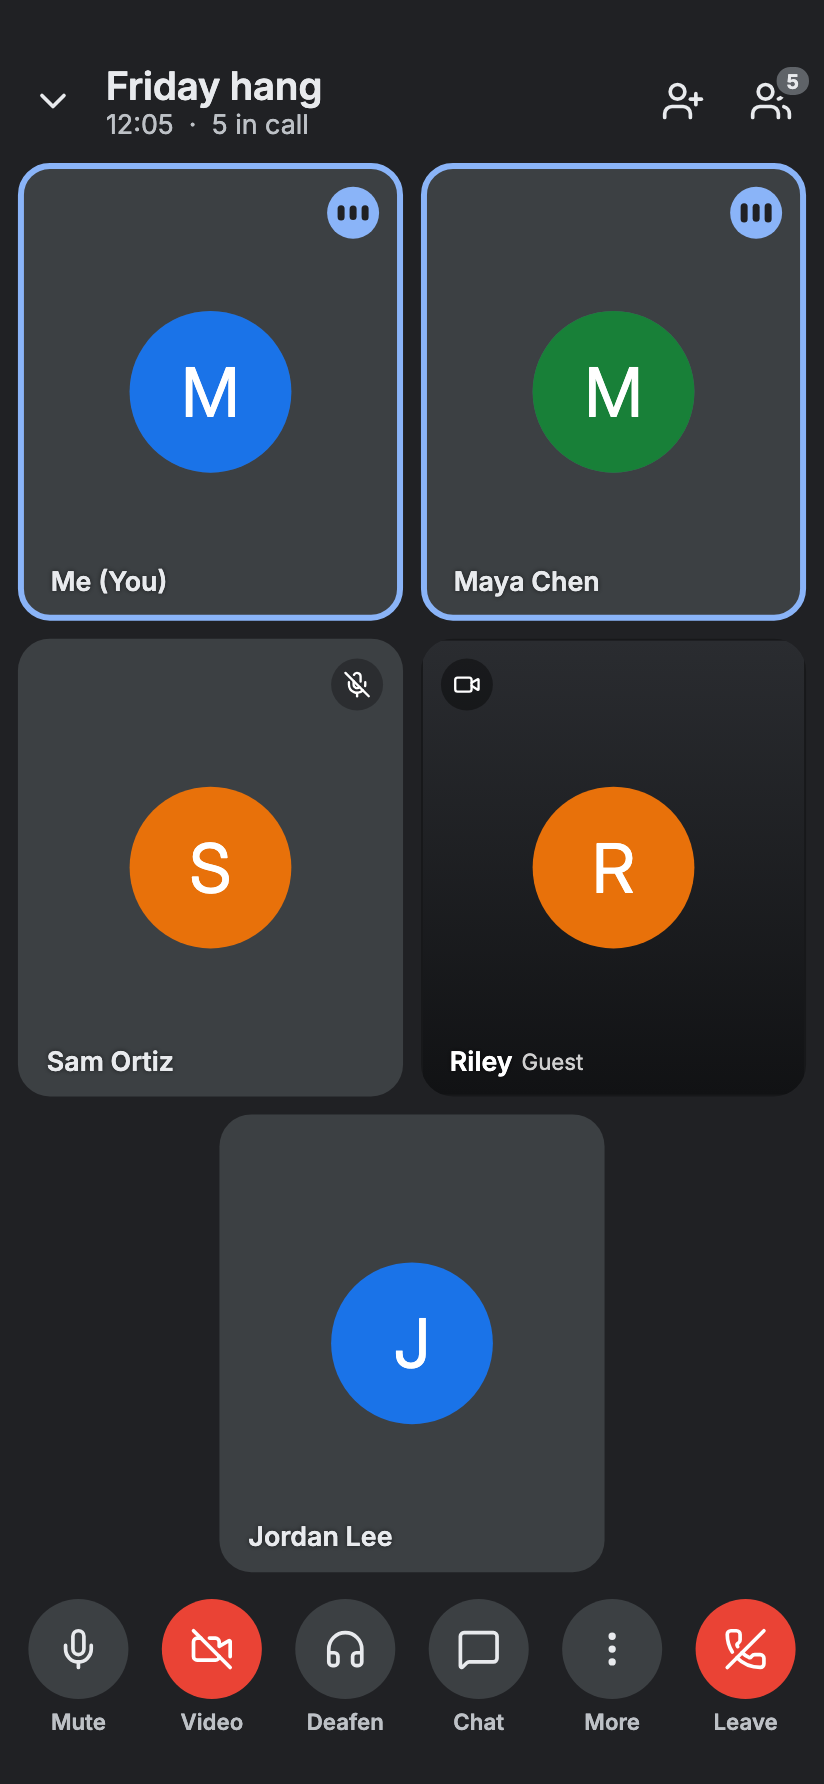 Friday hang
5
12:05 · 5 in call
M
M
Me (You)
Maya Chen
S
R
Sam Ortiz
Riley Guest
J
Jordan Lee
Mute
Video
Deafen
Chat
More
Leave